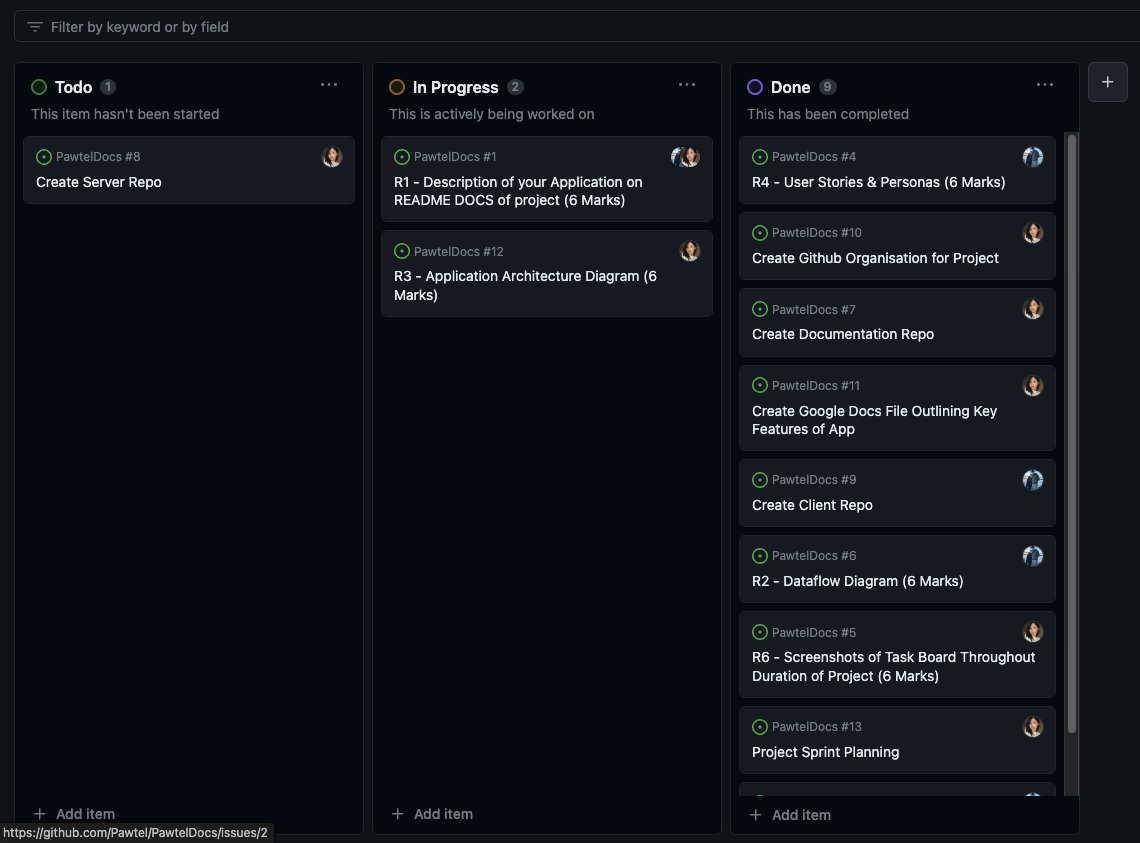 Filter by keyword or by field
Todo 1
This item hasn't been started
PawtelDocs #8
Create Server Repo
Add item
In Progress 2
This is actively being worked on
PawtelDocs #1
R1 - Description of your Application on
README DOCS of project (6 Marks)
PawtelDocs #12
R3 - Application Architecture Diagram (6
Marks)
Add item
Done 9
This has been completed
PawtelDocs #4
R4 - User Stories & Personas (6 Marks)
PawtelDocs #10
Create Github Organisation for Project
PawtelDocs #7
Create Documentation Repo
PawtelDocs #11
Create Google Docs File Outlining Key
Features of App
PawtelDocs #9
Create Client Repo
PawtelDocs #6
R2 - Dataflow Diagram (6 Marks)
PawtelDocs #5
R6 - Screenshots of Task Board Throughout
Duration of Project (6 Marks)
PawtelDocs #13
Project Sprint Planning
Add item
https://github.com/Pawtel/PawtelDocs/issues/2